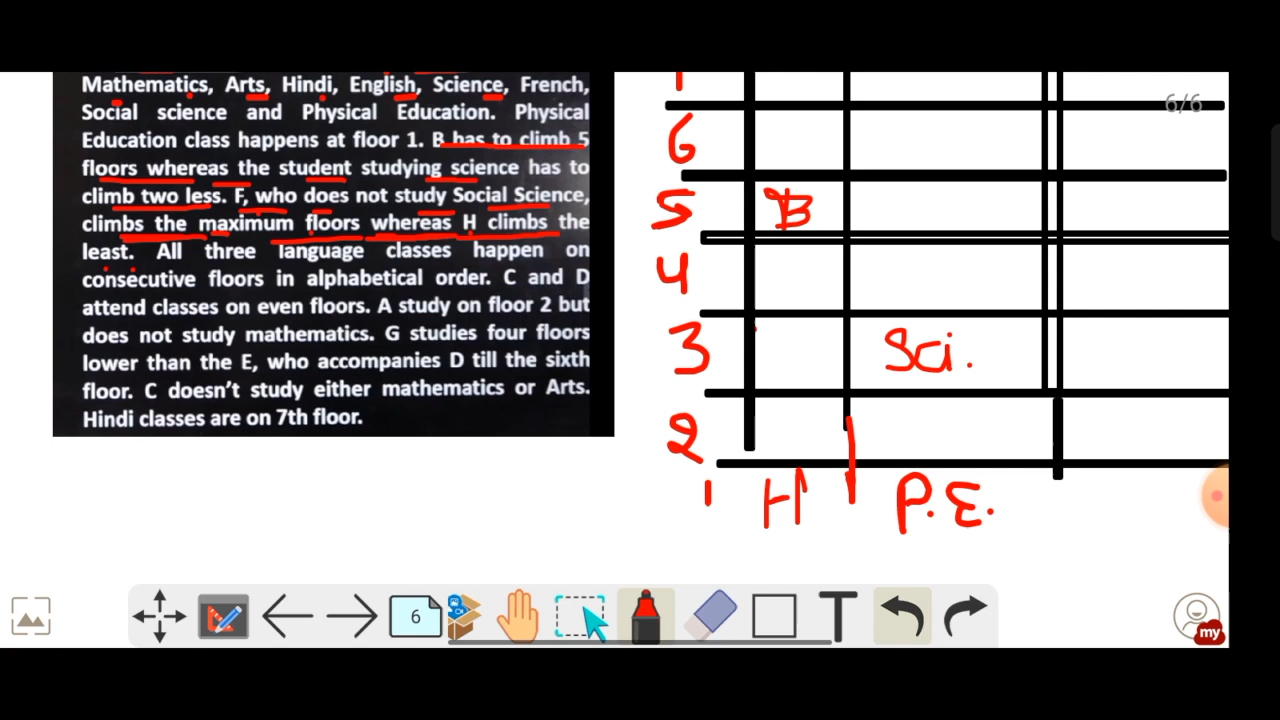 Mathematics, Arts, Hindi, English, Science, French,
Social science and Physical Education. Physical
Education class happens at floor 1. B has to climb 5
floors whereas the student studying science has to
climb two less. F, who does not study Social Science,
climbs the maximum floors whereas H climbs the
least. All three language classes happen on
consecutive floors in alphabetical order. C and D
attend classes on even floors. A study on floor 2 but
does not study mathematics. G studies four floors
lower than the E, who accompanies D till the sixth
floor. C doesn't study either mathematics or Arts.
Hindi classes are on 7th floor.
6/6
6
5 B
4
3 Sci.
2
1 H P.E.
6 T
my